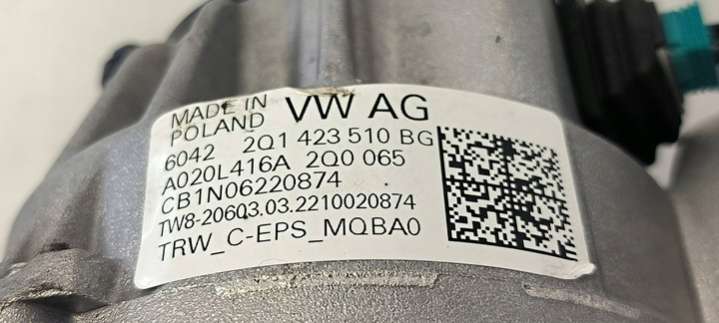 MADE IN POLAND VW AG
6042 2Q1 423 510 BG
A020L416A 2Q0 065
CB1N06220874
TW8-20603.03.2210020874
TRW_C-EPS_MQBA0